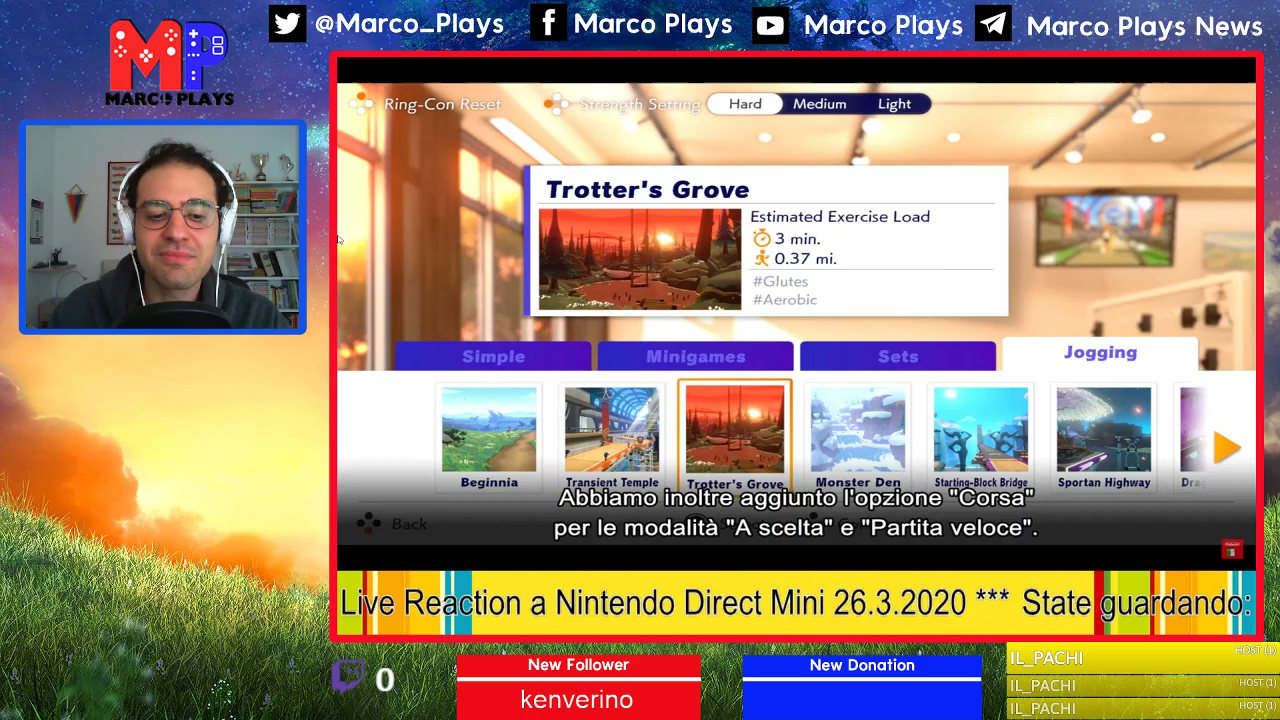 @Marco_Plays
Marco Plays
Marco Plays
Marco Plays News
MP
MARCO PLAYS
Ring-Con Reset
Strength Setting
Hard
Medium
Light
Trotter's Grove
Estimated Exercise Load
3 min.
0.37 mi.
#Glutes
#Aerobic
Simple
Minigames
Sets
Jogging
Beginnia
Transient Temple
Trotter's Grove
Monster Den
Starting-Block Bridge
Sportan Highway
Abbiamo inoltre aggiunto l'opzione "Corsa"
per le modalità "A scelta" e "Partita veloce".
Back
Live Reaction a Nintendo Direct Mini 26.3.2020 *** State guardando:
0
New Follower
kenverino
New Donation
IL_PACHI
HOST (1)
IL_PACHI
HOST (1)
IL_PACHI
HOST (1)